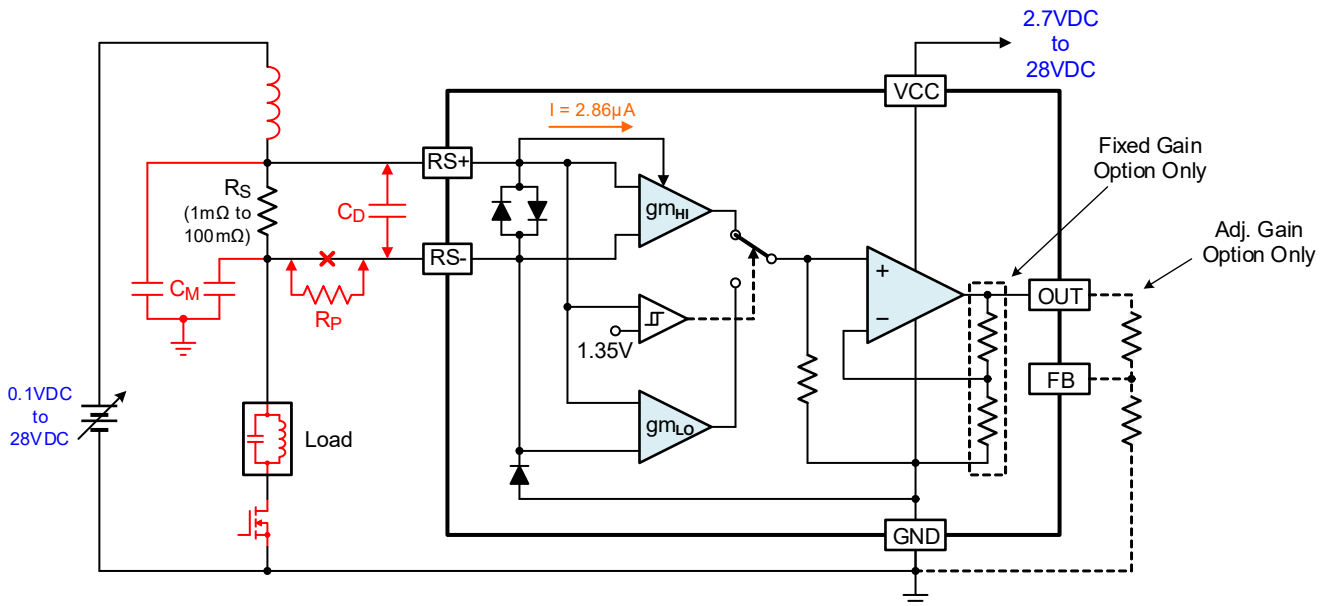 2.7VDC
to
28VDC
VCC
I = 2.86µA
Fixed Gain
Option Only
RS+
RS
(1mΩ to
100mΩ)
CD
gmHI
Adj. Gain
Option Only
RS-
CM
RP
1.35V
OUT
FB
0.1VDC
to
28VDC
Load
gmLO
GND
+
−